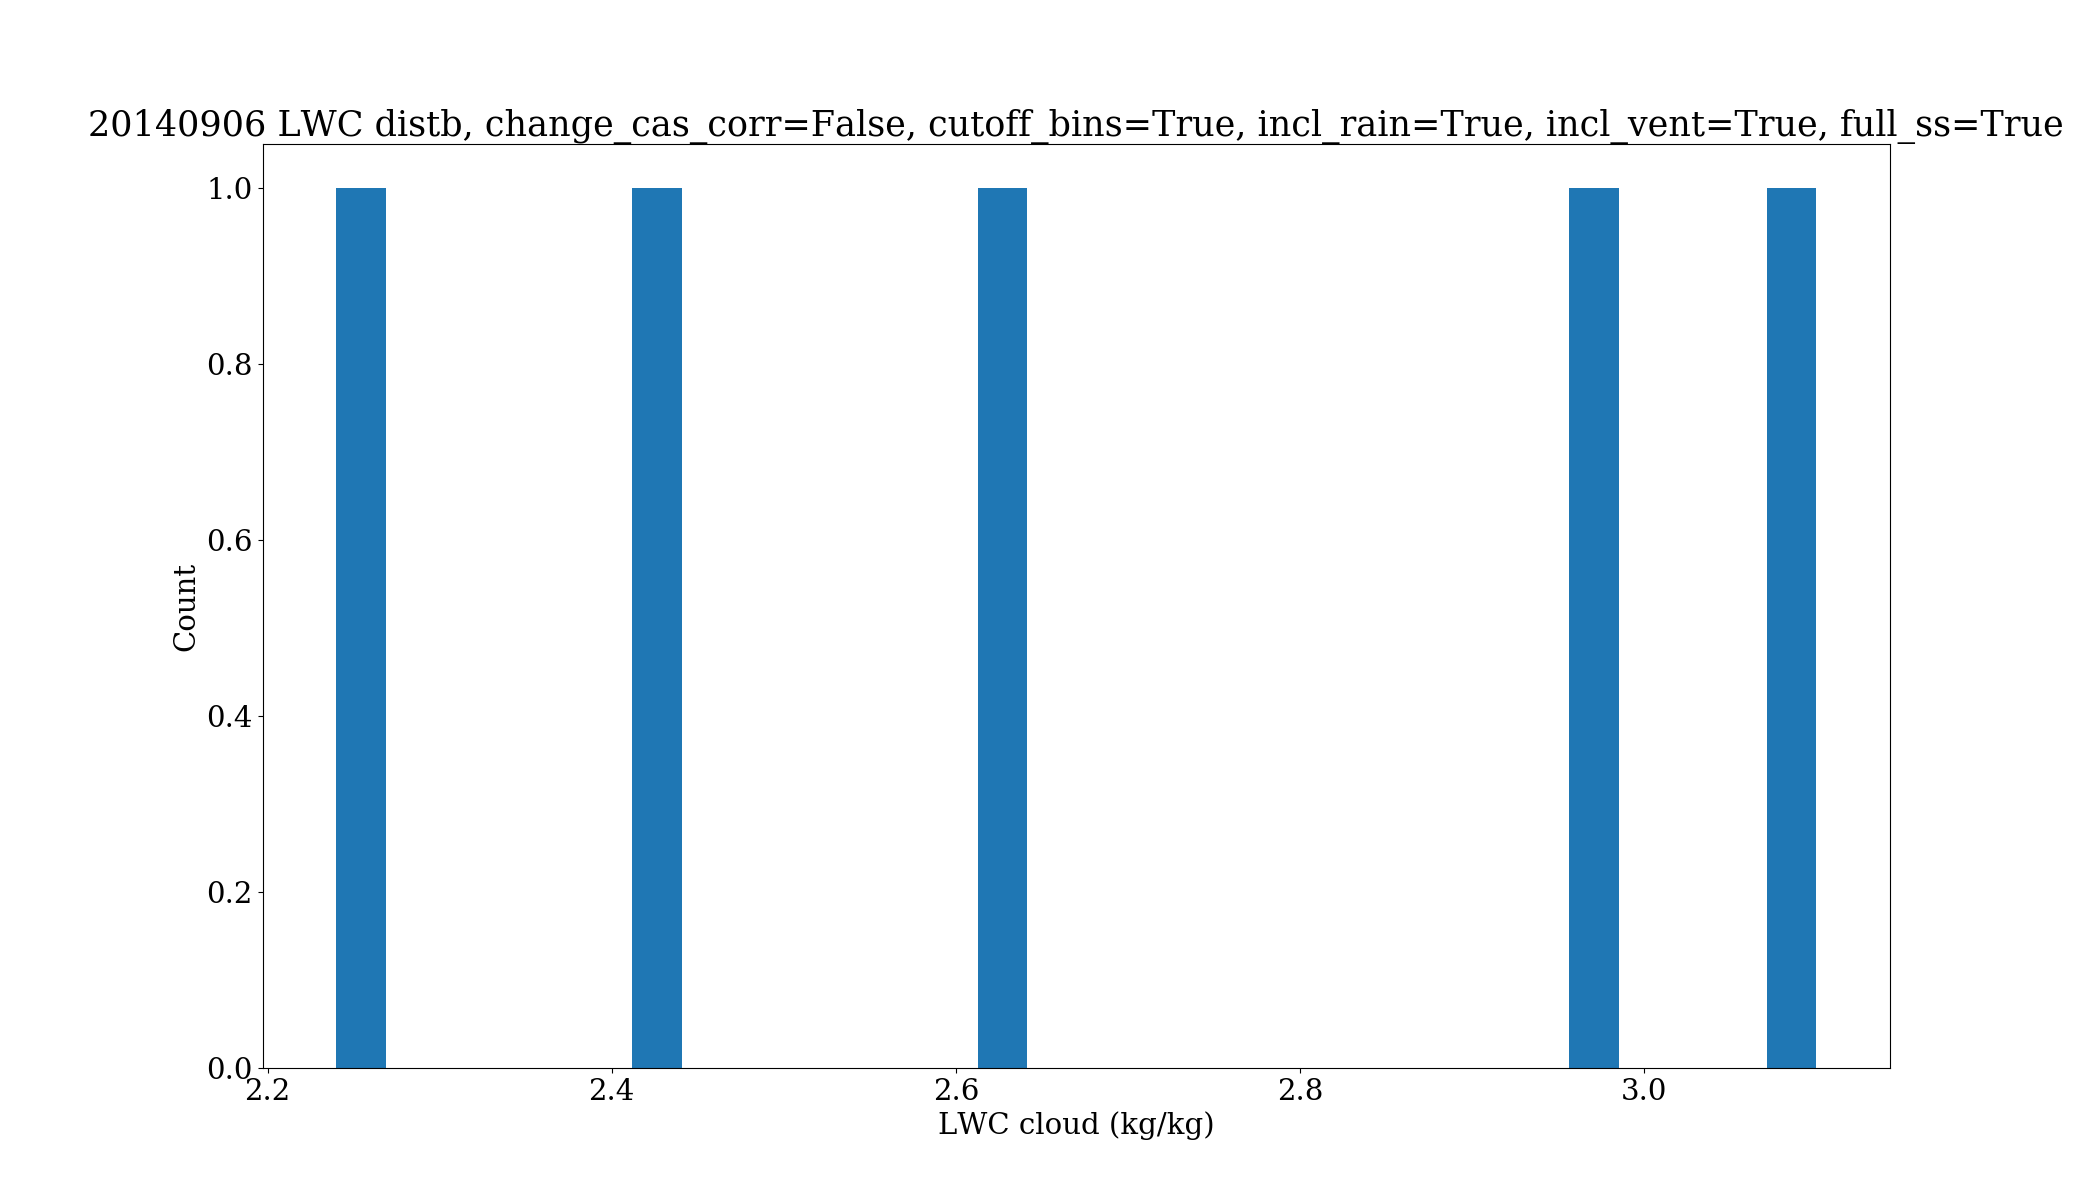 20140906 LWC distb, change_cas_corr=False, cutoff_bins=True, incl_rain=True, incl_vent=True, full_ss=True
1.0
0.8
0.6
0.4
0.2
0.0
Count
2.2 2.4 2.6 2.8 3.0
LWC cloud (kg/kg)